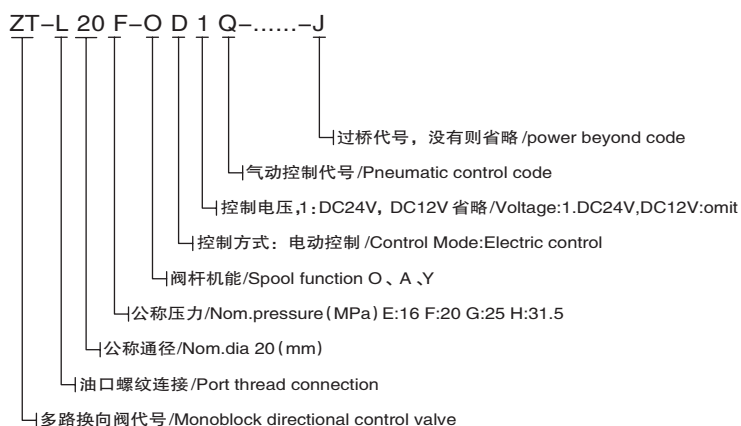 ZT-L 20 F-O D 1 Q-......-J
过桥代号，没有则省略/power beyond code
气动控制代号/Pneumatic control code
控制电压,1:DC24V, DC12V 省略/Voltage:1.DC24V,DC12V:omit
控制方式：电动控制/Control Mode:Electric control
阀杆机能/Spool function O、A、Y
公称压力/Nom.pressure(MPa) E:16 F:20 G:25 H:31.5
公称通径/Nom.dia 20(mm)
油口螺纹连接/Port thread connection
多路换向阀代号/Monoblock directional control valve